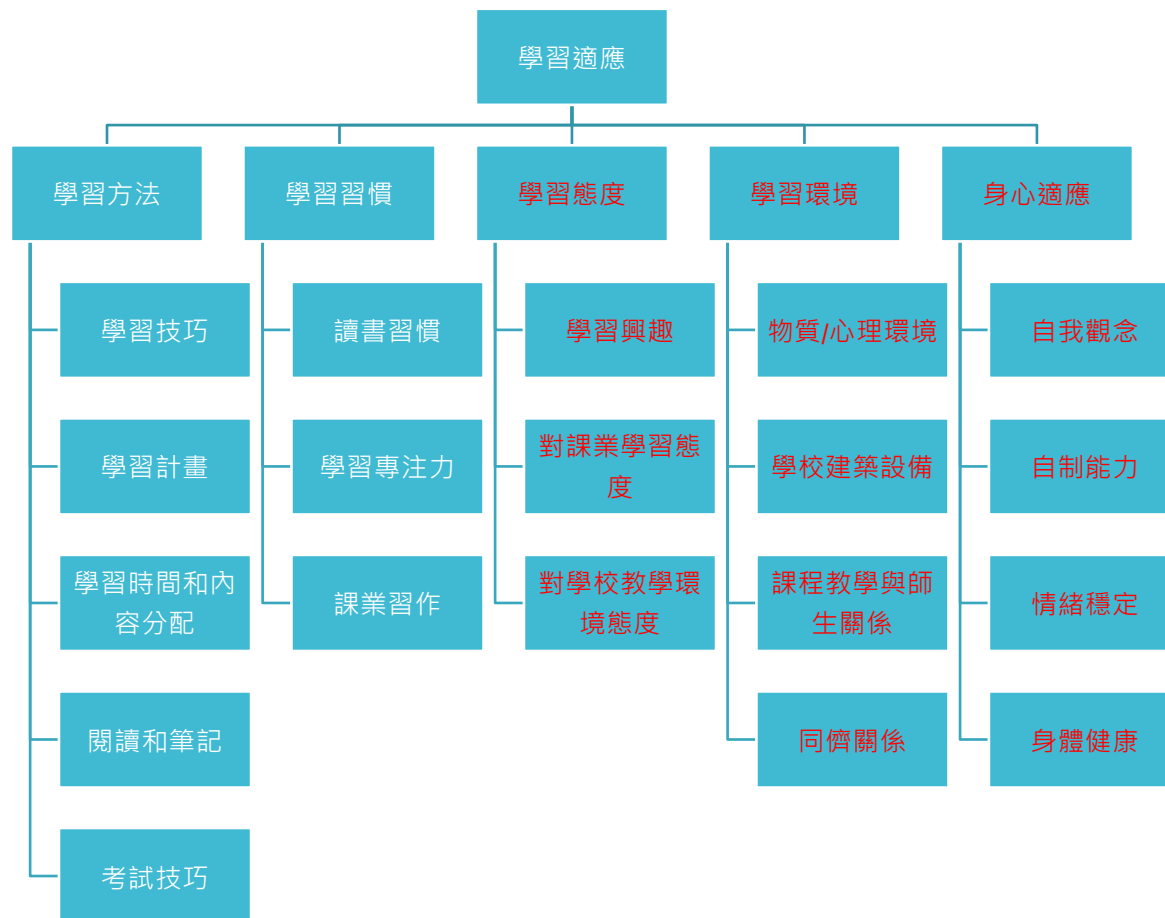 學習適應
學習方法
學習習慣
學習態度
學習環境
身心適應
學習技巧
讀書習慣
學習興趣
物質/心理環境
自我觀念
學習計畫
學習專注力
對課業學習態
度
學校建築設備
自制能力
學習時間和內
容分配
課業習作
對學校教學環
境態度
課程教學與師
生關係
情緒穩定
閱讀和筆記
同儕關係
身體健康
考試技巧